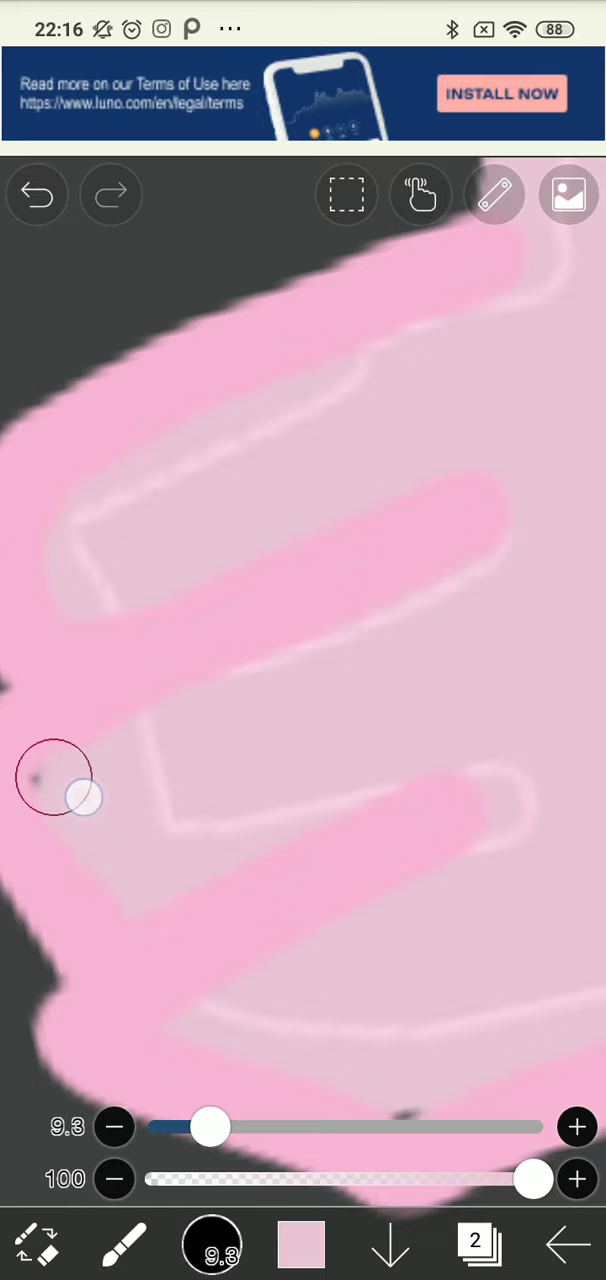 22:16
88
Read more on our Terms of Use here
https://www.luno.com/en/legal/terms
INSTALL NOW
9.3
100
9.3
2